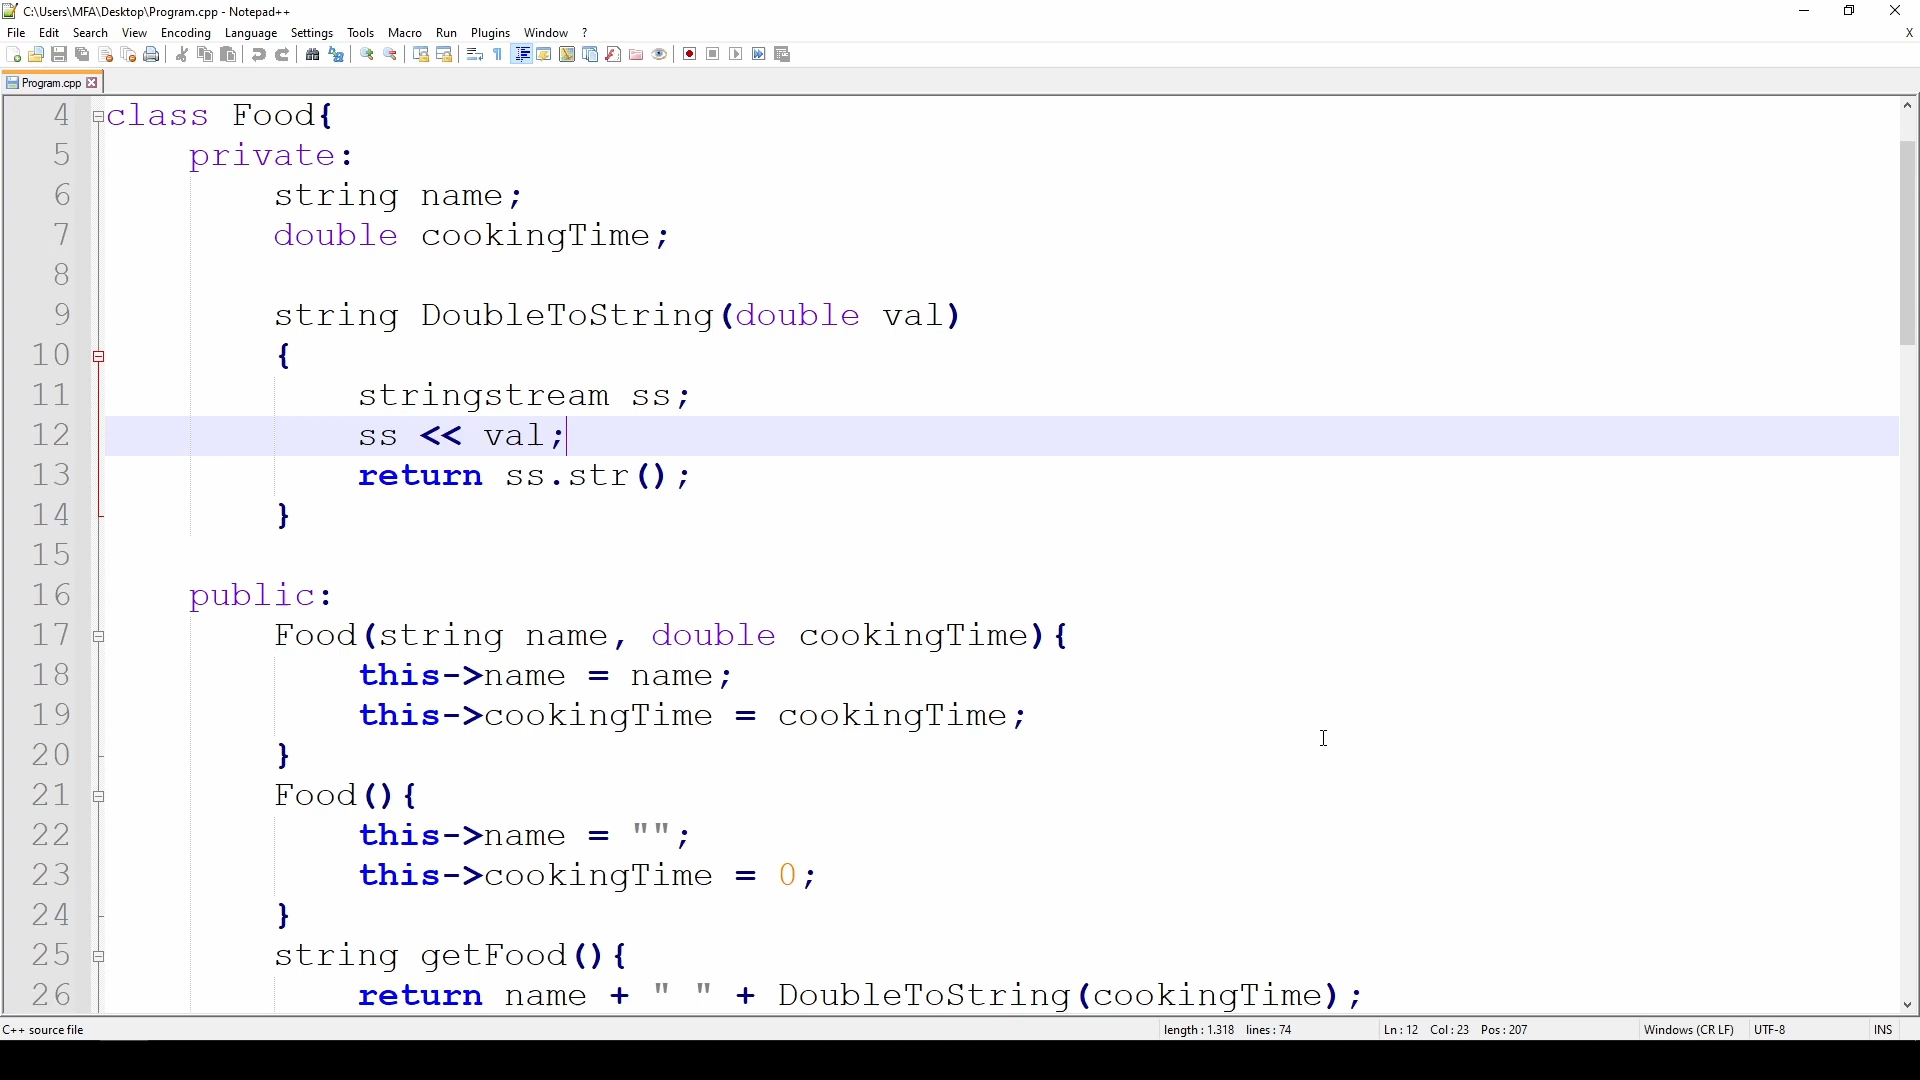 C:\Users\MFA\Desktop\Program.cpp - Notepad++
File Edit Search View Encoding Language Settings Tools Macro Run Plugins Window ? X
Program.cpp
4 class Food{
5 private:
6 string name;
7 double cookingTime;
8
9 string DoubleToString(double val)
10 {
11 stringstream ss;
12 ss << val;
13 return ss.str();
14 }
15
16 public:
17 Food(string name, double cookingTime){
18 this->name = name;
19 this->cookingTime = cookingTime;
20 }
21 Food(){
22 this->name = "";
23 this->cookingTime = 0;
24 }
25 string getFood(){
26 return name + " " + DoubleToString(cookingTime);
C++ source file length : 1.318 lines : 74 Ln : 12 Col : 23 Pos : 207 Windows (CR LF) UTF-8 INS